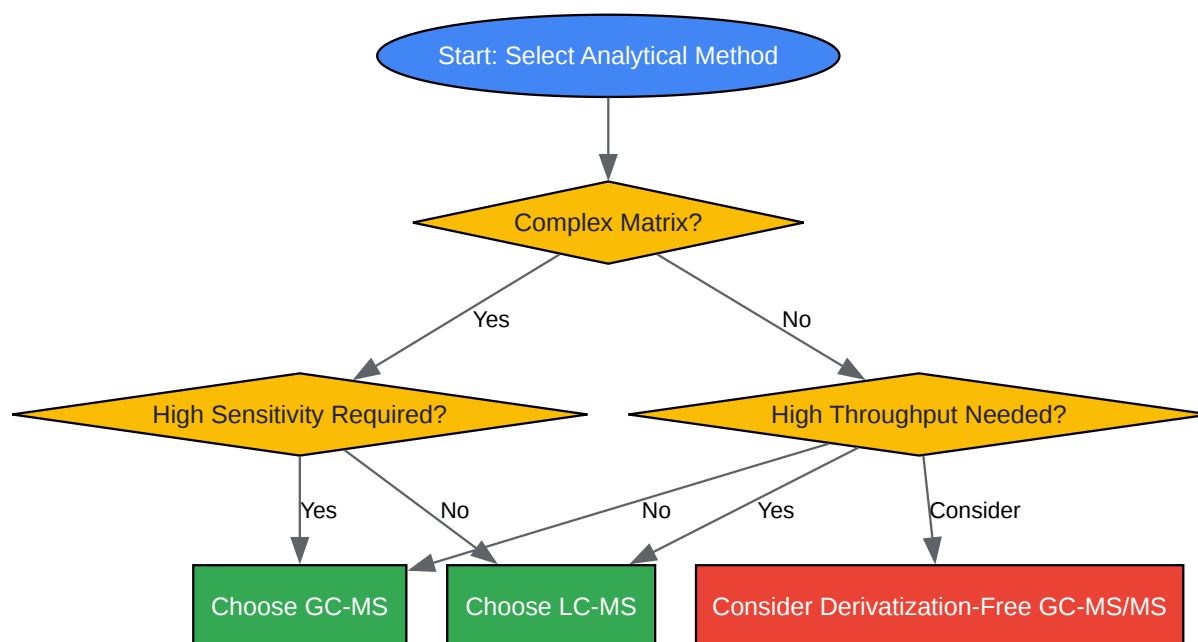 Start: Select Analytical Method
Complex Matrix?
Yes
No
High Sensitivity Required?
High Throughput Needed?
Yes
No
No
Yes
Consider
Choose GC-MS
Choose LC-MS
Consider Derivatization-Free GC-MS/MS